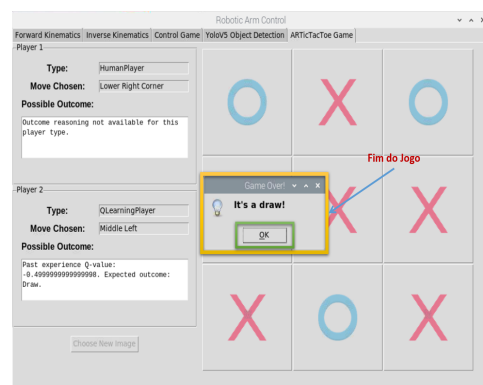 Robotic Arm Control
Forward Kinematics Inverse Kinematics Control Game YoloV5 Object Detection ARTicTacToe Game
Player 1
Type: HumanPlayer
Move Chosen: Lower Right Corner
Possible Outcome:
Outcome reasoning not available for this
player type.
O X O
Fim do Jogo
Player 2
Type: QLearningPlayer
Move Chosen: Middle Left
Possible Outcome:
Past experience Q-value:
-0.4999999999999998. Expected outcome:
Draw.
Choose New Image
Game Over!
It's a draw!
OK
X X
X O X